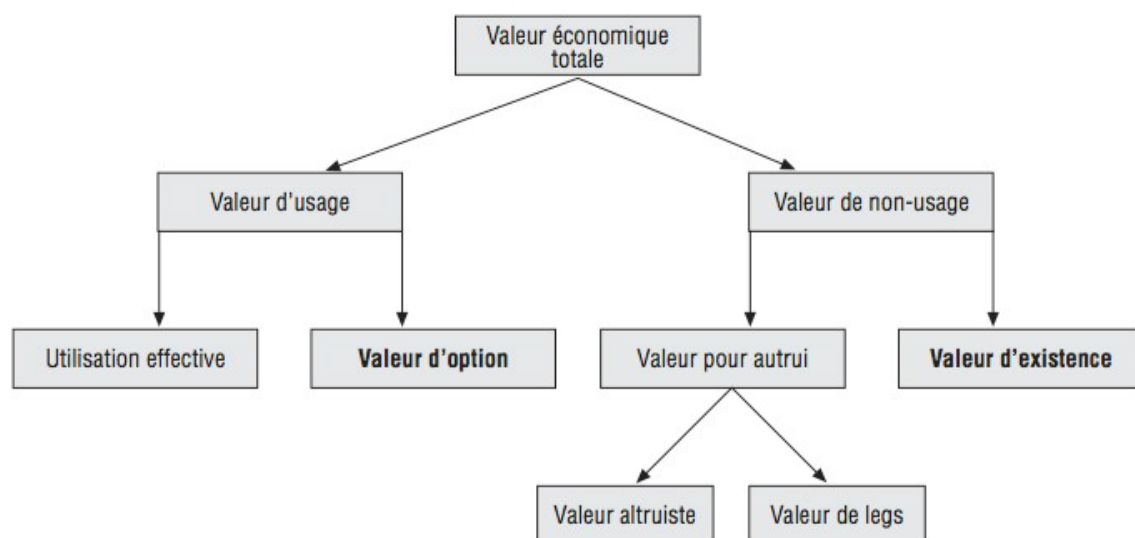 Valeur économique
totale
Valeur d'usage
Valeur de non-usage
Utilisation effective
Valeur d'option
Valeur pour autrui
Valeur d'existence
Valeur altruiste
Valeur de legs